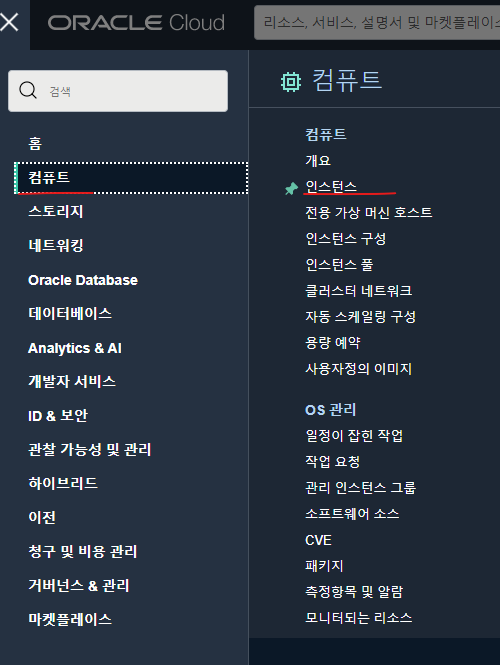 ORACLE Cloud
리소스, 서비스, 설명서 및 마켓플레이스
검색
홈
컴퓨트
스토리지
네트워킹
Oracle Database
데이터베이스
Analytics & AI
개발자 서비스
ID & 보안
관찰 가능성 및 관리
하이브리드
이전
청구 및 비용 관리
거버넌스 & 관리
마켓플레이스
컴퓨트
컴퓨트
개요
인스턴스
전용 가상 머신 호스트
인스턴스 구성
인스턴스 풀
클러스터 네트워크
자동 스케일링 구성
용량 예약
사용자정의 이미지
OS 관리
일정이 잡힌 작업
작업 요청
관리 인스턴스 그룹
소프트웨어 소스
CVE
패키지
측정항목 및 알람
모니터되는 리소스